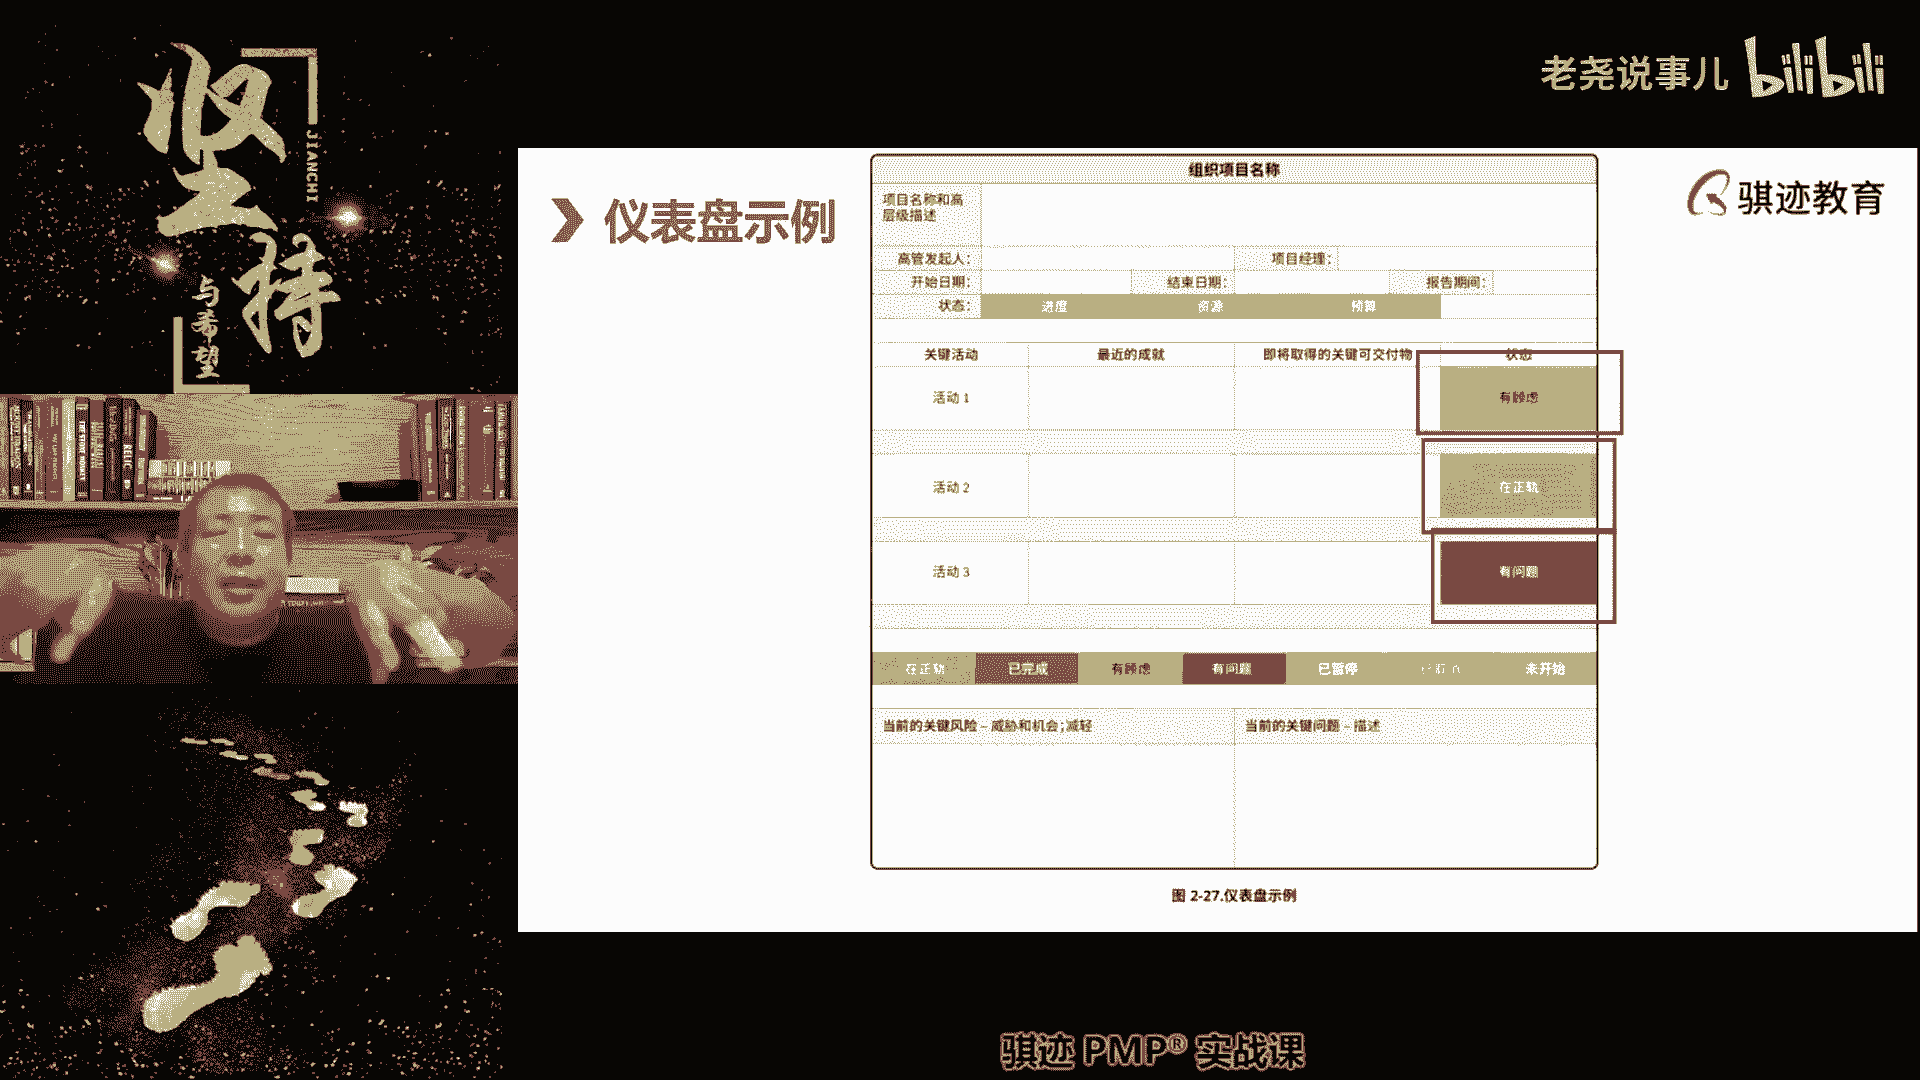 坚
持
JIANCHI
与希望
老尧说事儿 bilibili
仪表盘示例
骐迹教育
组织项目名称
项目名称和高
层级描述
高管发起人：
项目经理：
开始日期：
结束日期：
报告期间：
状态：
进度
资源
预算
关键活动
最近的成就
即将取得的关键可交付物
状态
活动 1
有顾虑
活动 2
在正轨
活动 3
有问题
在正轨
已完成
有顾虑
有问题
已暂停
未开始
当前的关键风险 – 威胁和机会；减轻
当前的关键问题 – 描述
图 2-27.仪表盘示例
骐迹 PMP® 实战课